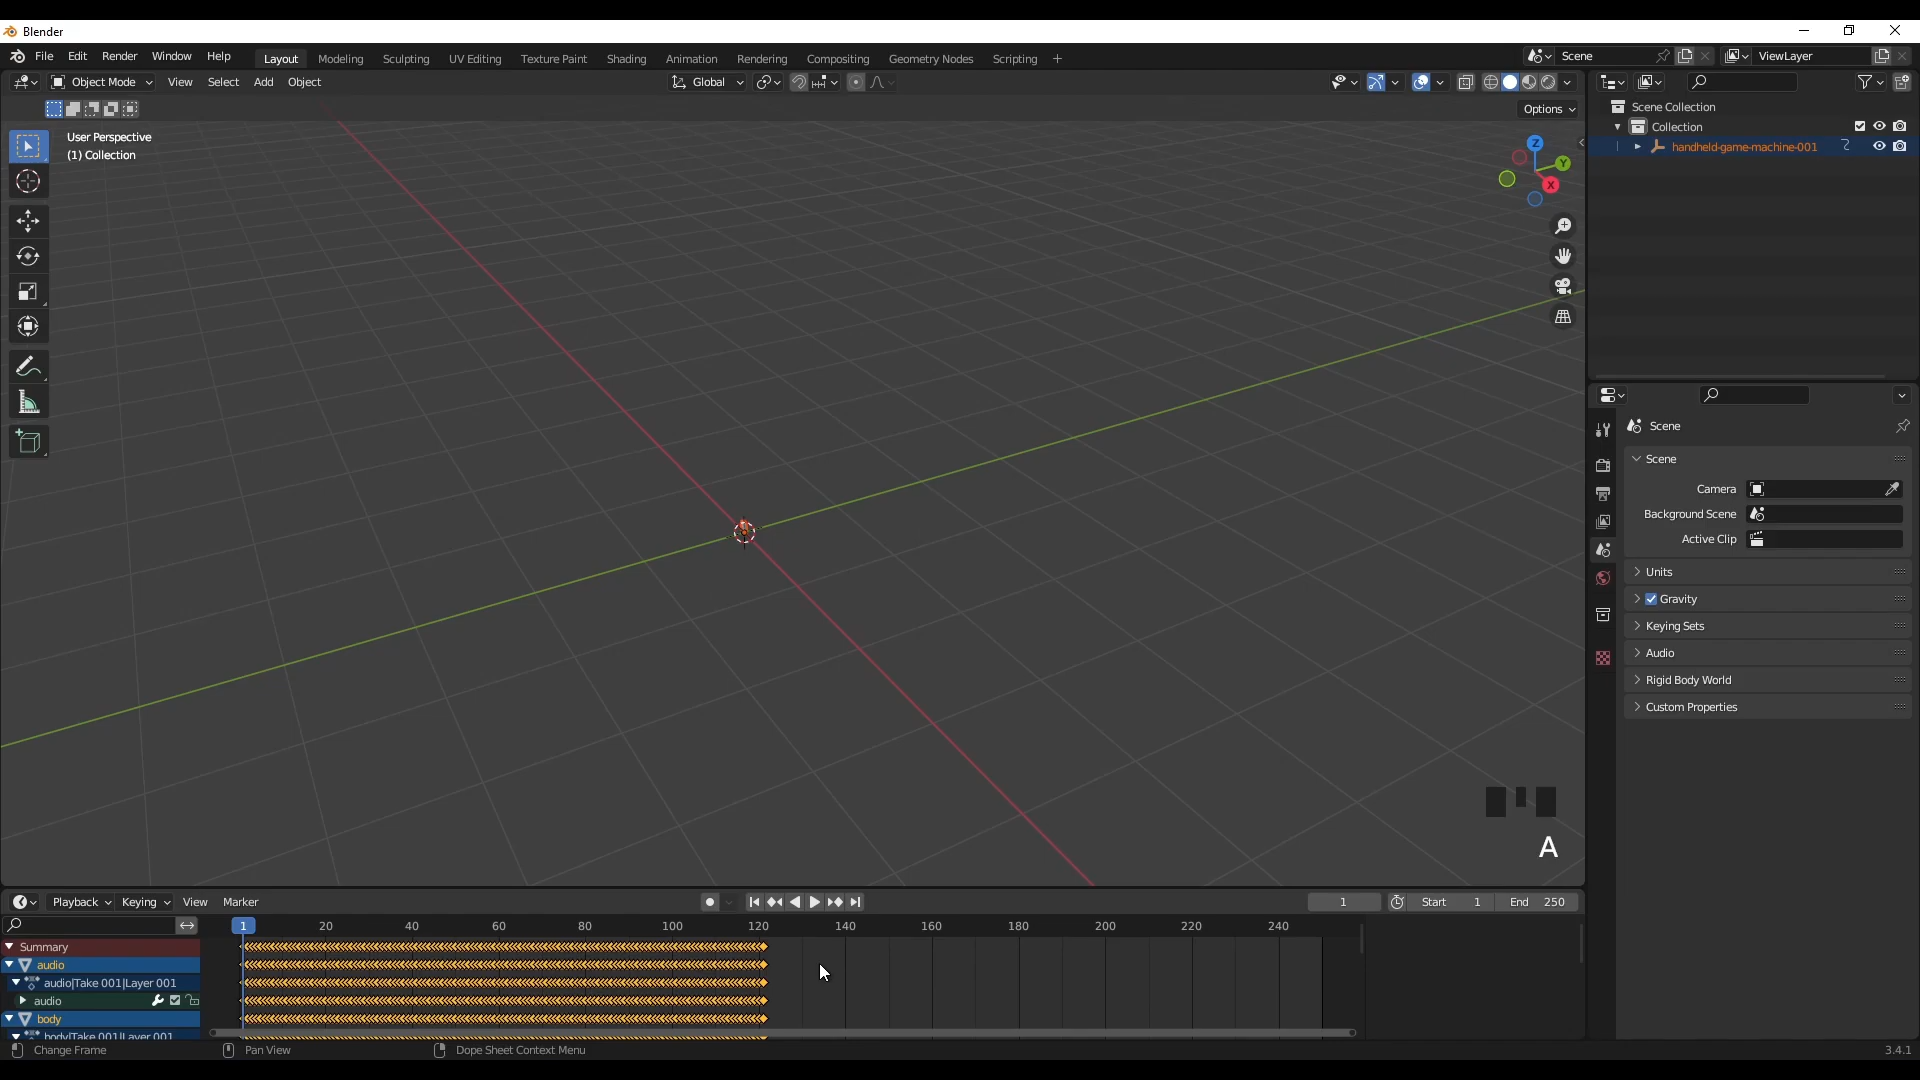 Blender
File Edit Render Window Help Layout Modeling Sculpting UV Editing Texture Paint Shading Animation Rendering Compositing Geometry Nodes Scripting + Scene ViewLayer
Object Mode View Select Add Object Global
Options
User Perspective
(1) Collection
Z
Y
X
Scene Collection
Collection
handheld-game-machine-001
Scene
Scene
Camera
Background Scene
Active Clip
Units
Gravity
Keying Sets
Audio
Rigid Body World
Custom Properties
A
Playback Keying View Marker 1 Start 1 End 250
1 20 40 60 80 100 120 140 160 180 200 220 240
Summary
audio
audio|Take 001|Layer 001
audio
body
body|Take 001|Layer 001
Change Frame Pan View Dope Sheet Context Menu 3.4.1